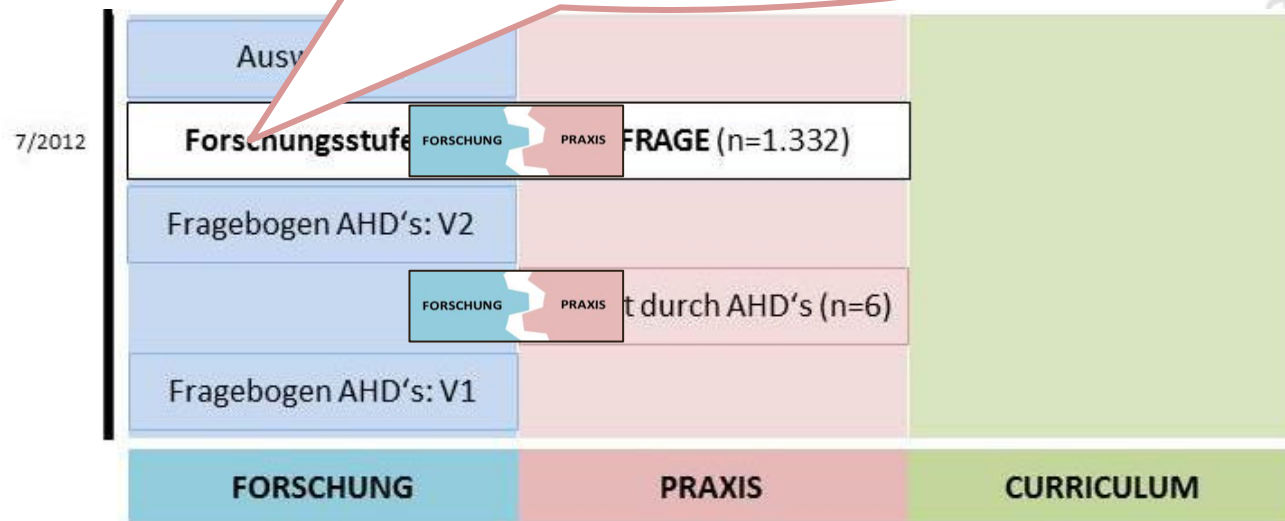 7/2012
Forschungsstufe FORSCHUNG PRAXIS FRAGE (n=1.332)
Fragebogen AHD‘s: V2
FORSCHUNG PRAXIS t durch AHD‘s (n=6)
Fragebogen AHD‘s: V1
FORSCHUNG PRAXIS CURRICULUM